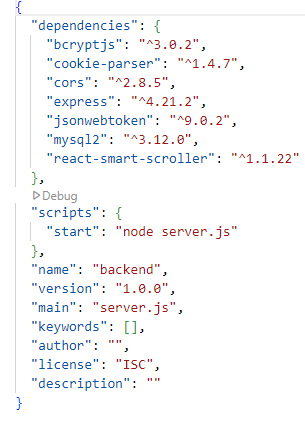 {
"dependencies": {
"bcryptjs": "^3.0.2",
"cookie-parser": "^1.4.7",
"cors": "^2.8.5",
"express": "^4.21.2",
"jsonwebtoken": "^9.0.2",
"mysql2": "^3.12.0",
"react-smart-scroller": "^1.1.22"
},
Debug
"scripts": {
"start": "node server.js"
},
"name": "backend",
"version": "1.0.0",
"main": "server.js",
"keywords": [],
"author": "",
"license": "ISC",
"description": ""
}